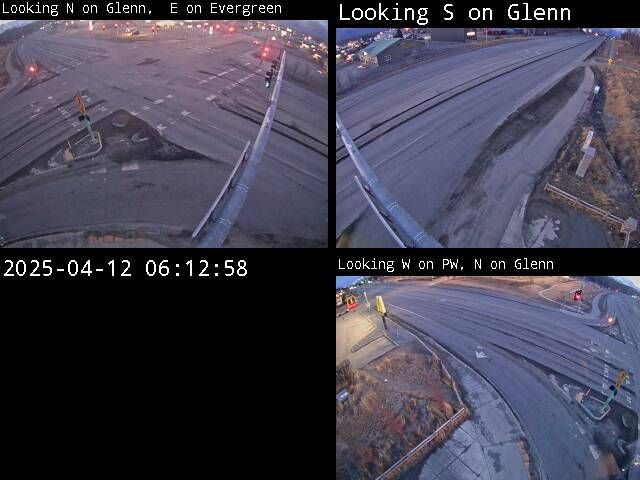 Looking N on Glenn,  E on Evergreen
Looking S on Glenn
2025-04-12 06:12:58
Looking W on PW, N on Glenn